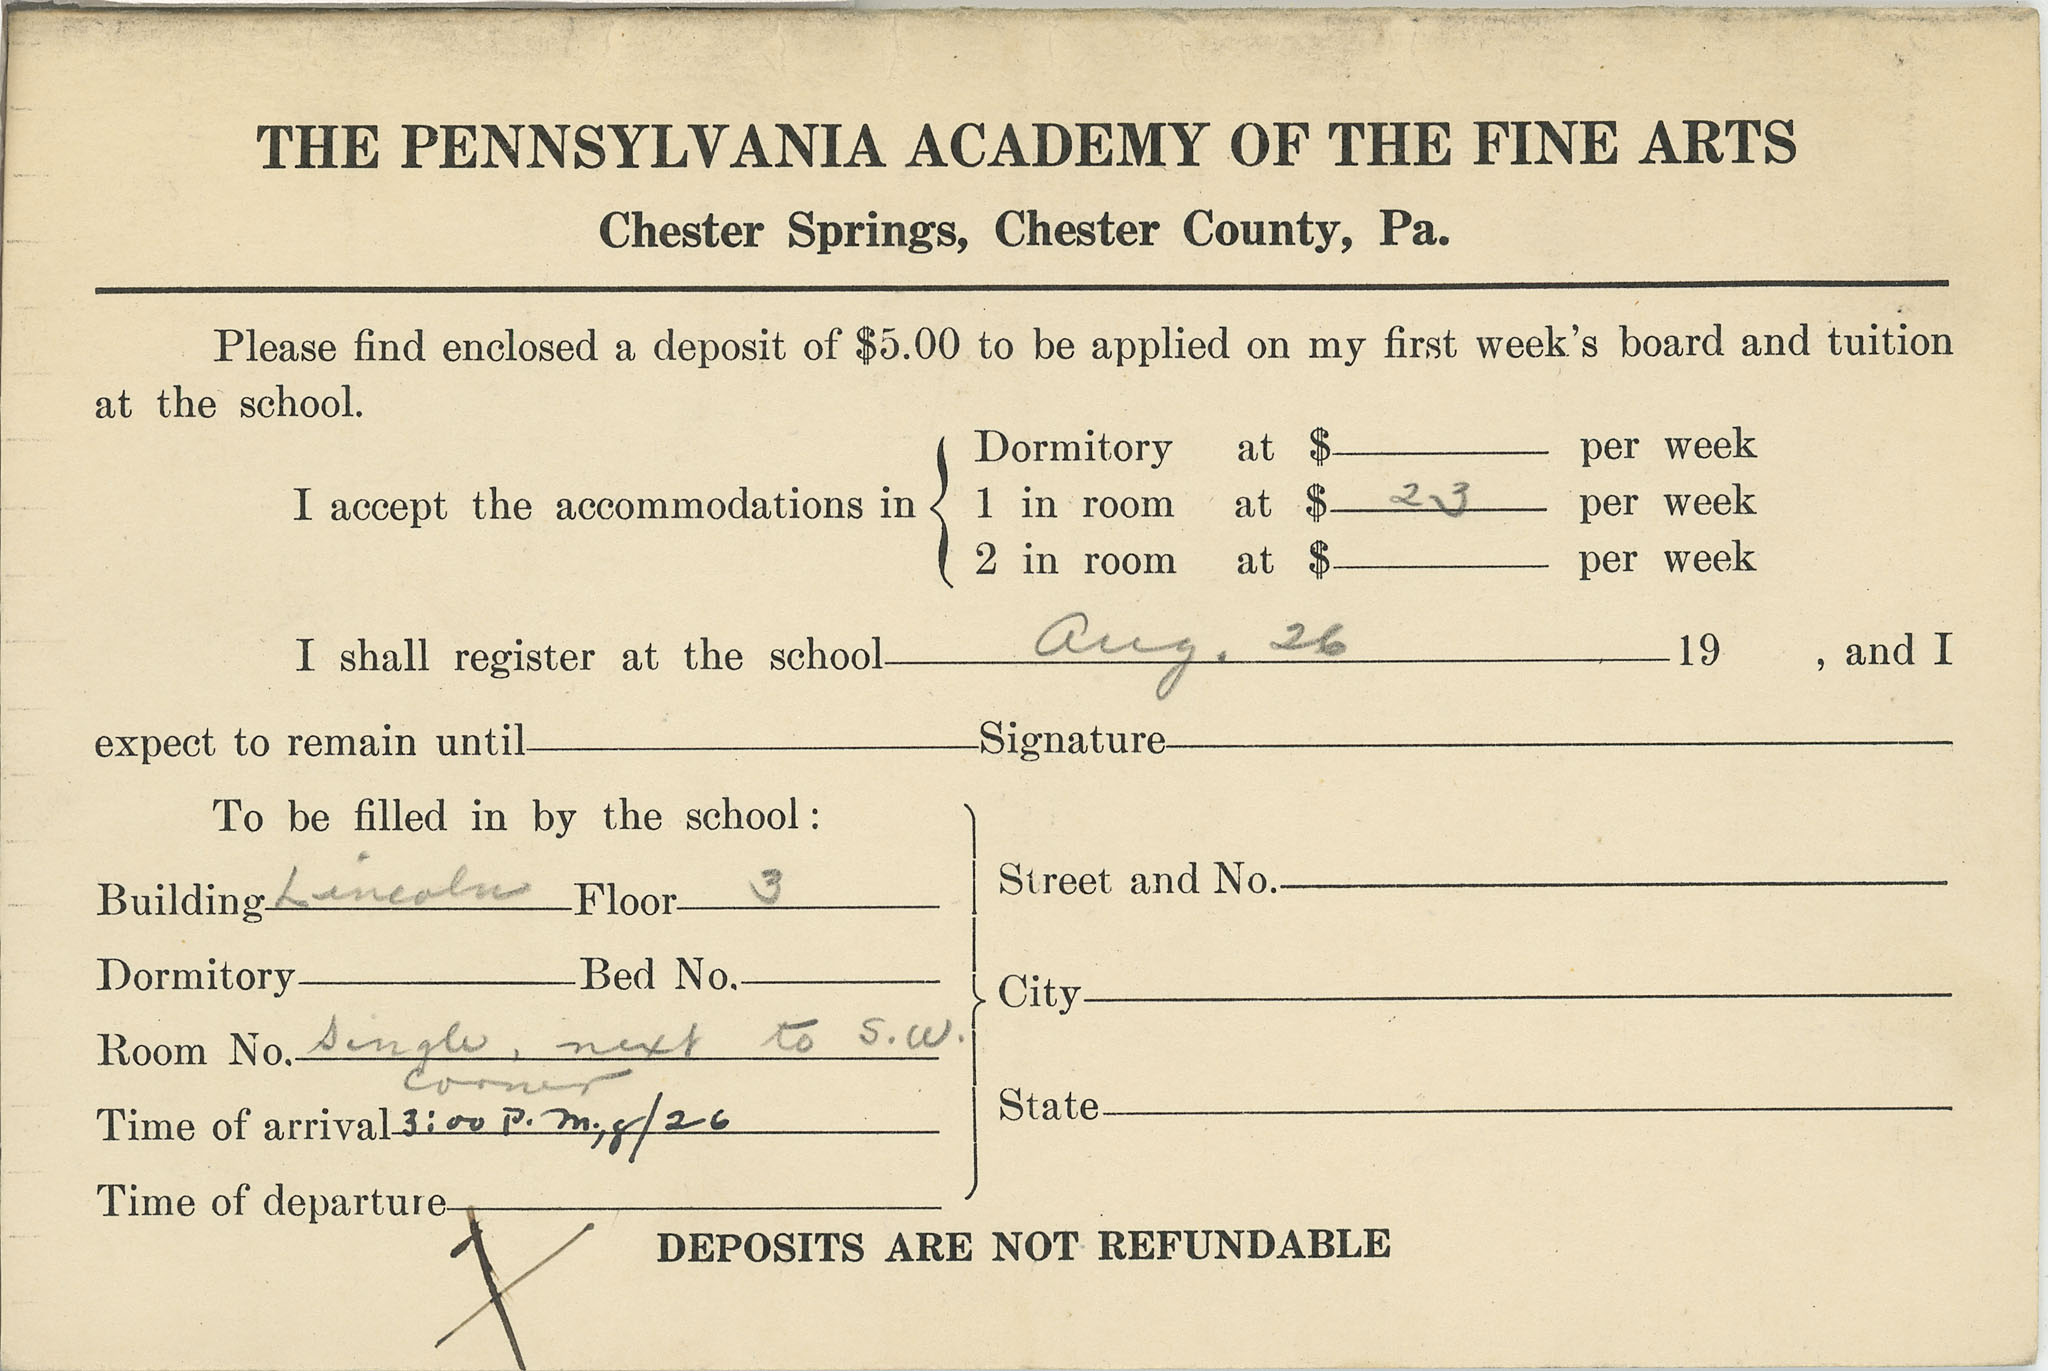 THE PENNSYLVANIA ACADEMY OF THE FINE ARTS
Chester Springs, Chester County, Pa.
Please find enclosed a deposit of $5.00 to be applied on my first week's board and tuition
at the school.
I accept the accommodations in
Dormitory at $ per week
1 in room at $ 23 per week
2 in room at $ per week
I shall register at the school Aug. 26 19 , and I
expect to remain until Signature
To be filled in by the school:
Building Lincoln Floor 3
Dormitory Bed No.
Room No. Single, next to S.W.
corner
Time of arrival 3:00 P.M., 8/26
Time of departure
Street and No.
City
State
DEPOSITS ARE NOT REFUNDABLE